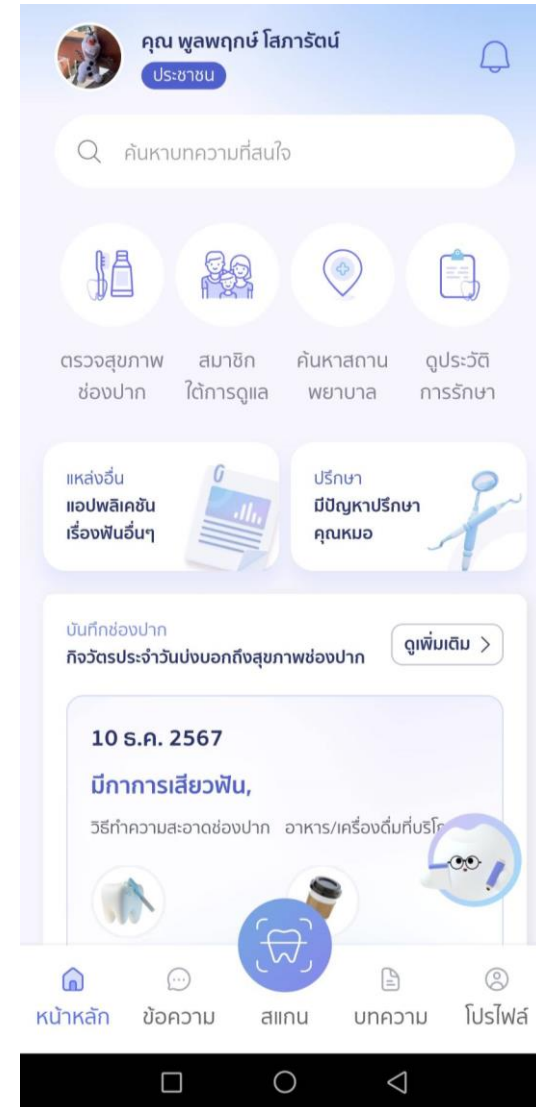 คุณ พูลพฤกษ์ โสภารัตน์
ประชาชน
ค้นหาบทความที่สนใจ
ตรวจสุขภาพ
ช่องปาก
สมาชิก
ใต้การดูแล
ค้นหาสถาน
พยาบาล
ดูประวัติ
การรักษา
แหล่งอื่น
แอปพลิเคชัน
เรื่องฟันอื่นๆ
ปรึกษา
มีปัญหาปรึกษา
คุณหมอ
บันทึกช่องปาก
กิจวัตรประจำวันบ่งบอกถึงสุขภาพช่องปาก
ดูเพิ่มเติม >
10 ธ.ค. 2567
มีกาการเสียวฟัน,
วิธีทำความสะอาดช่องปาก อาหาร/เครื่องดื่มที่บริโภ
หน้าหลัก ข้อความ สแกน บทความ โปรไฟล์